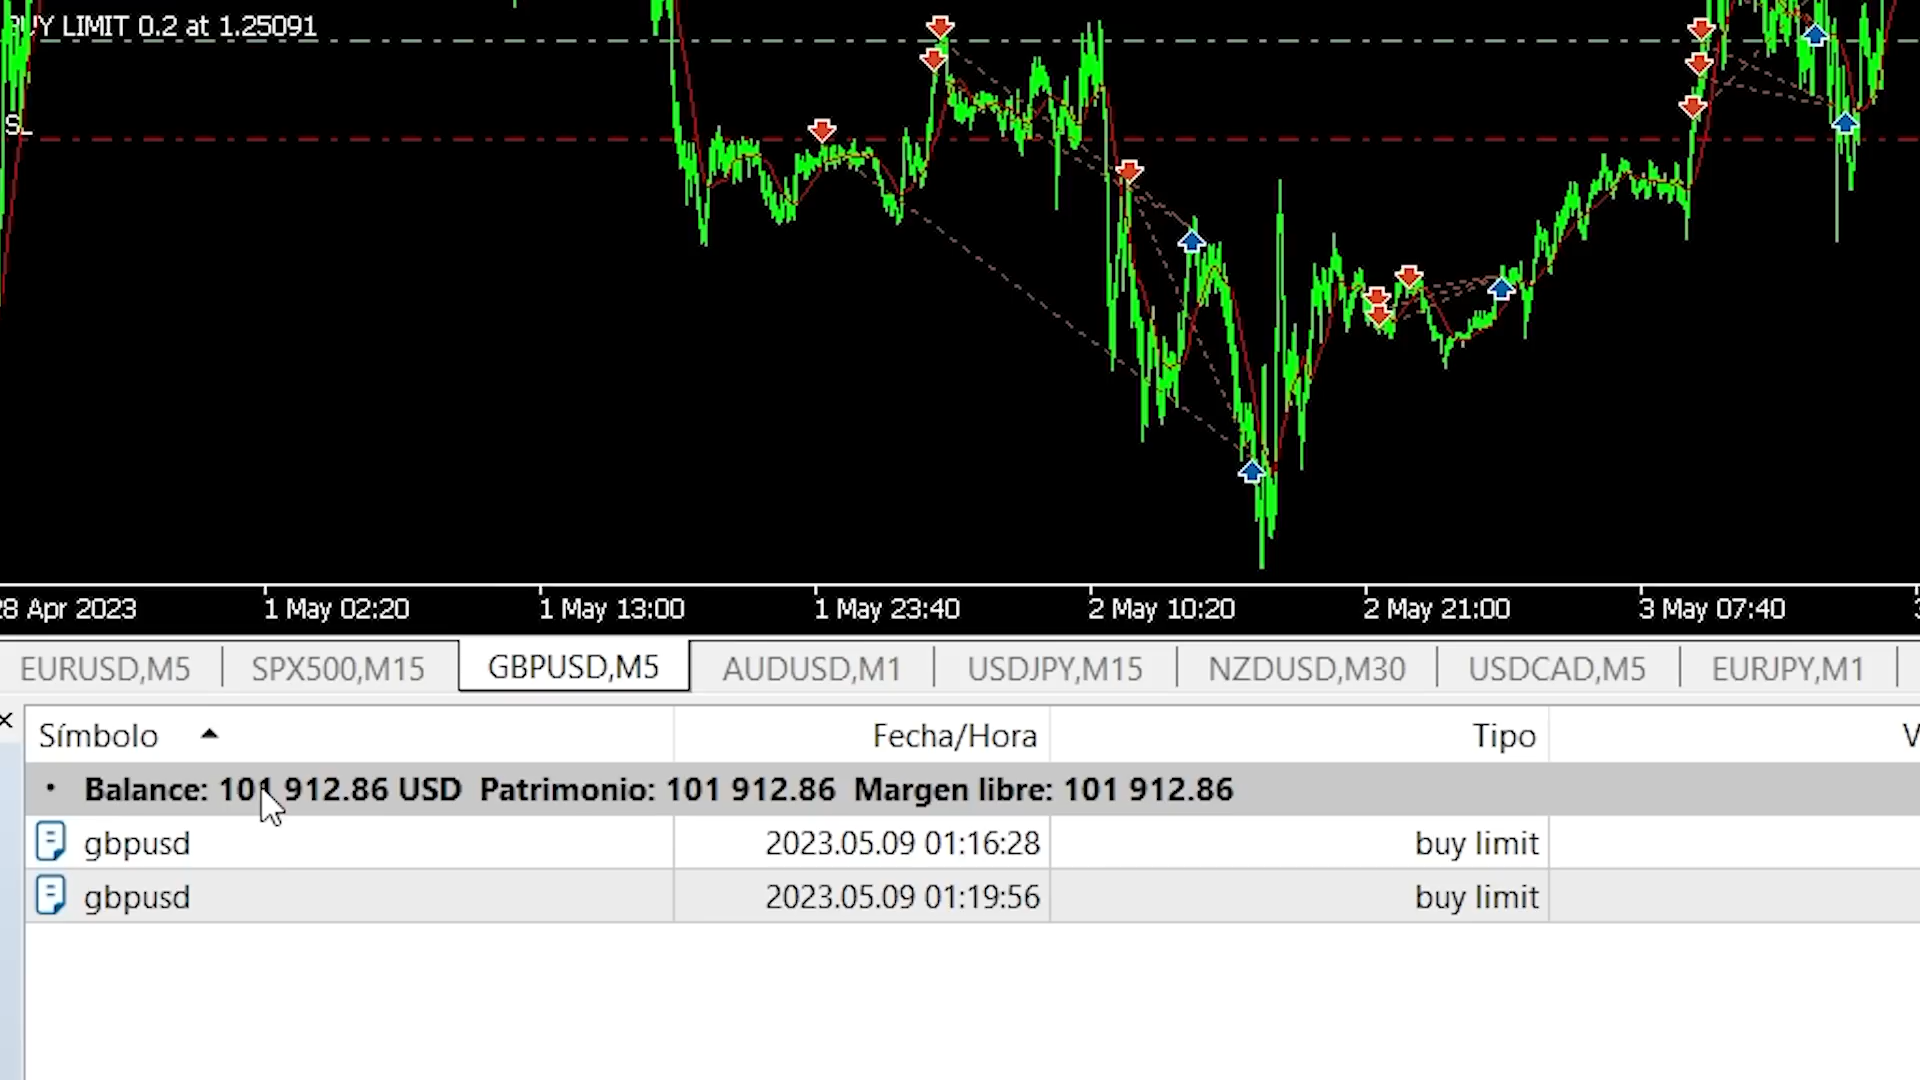 BUY LIMIT 0.2 at 1.25091
SL
28 Apr 2023 1 May 02:20 1 May 13:00 1 May 23:40 2 May 10:20 2 May 21:00 3 May 07:40
EURUSD,M5 SPX500,M15 GBPUSD,M5 AUDUSD,M1 USDJPY,M15 NZDUSD,M30 USDCAD,M5 EURJPY,M1
Símbolo Fecha/Hora Tipo
Balance: 101 912.86 USD Patrimonio: 101 912.86 Margen libre: 101 912.86
gbpusd 2023.05.09 01:16:28 buy limit
gbpusd 2023.05.09 01:19:56 buy limit